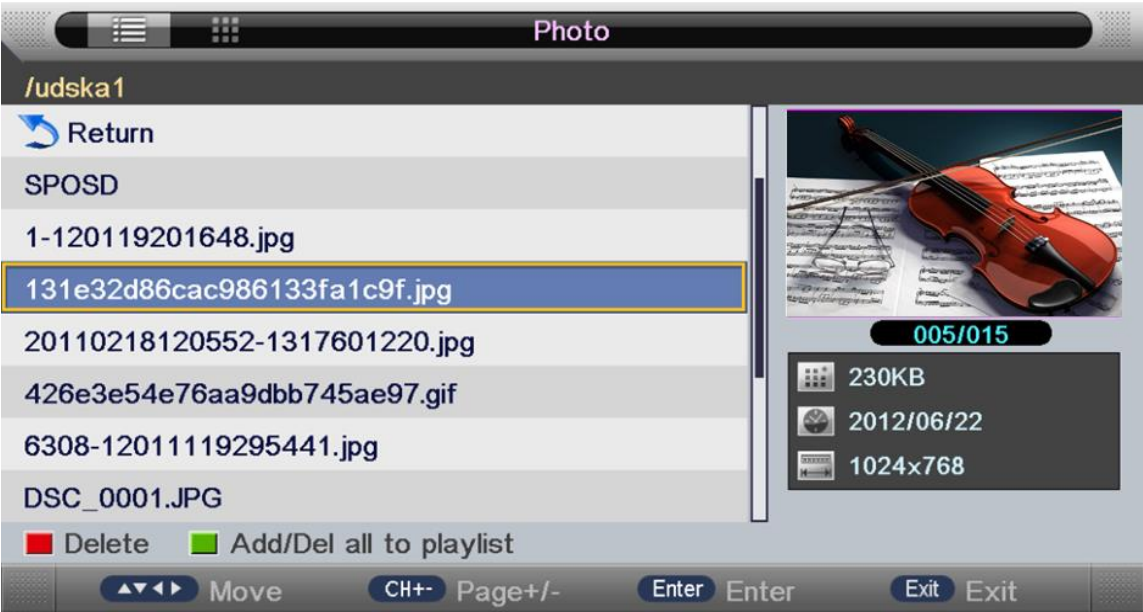 Photo
/udska1
Return
SPOSD
1-120119201648.jpg
131e32d86cac986133fa1c9f.jpg
20110218120552-1317601220.jpg
426e3e54e76aa9dbb745ae97.gif
6308-12011119295441.jpg
DSC_0001.JPG
005/015
230KB
2012/06/22
1024x768
Delete Add/Del all to playlist
Move CH+- Page+/- Enter Enter Exit Exit